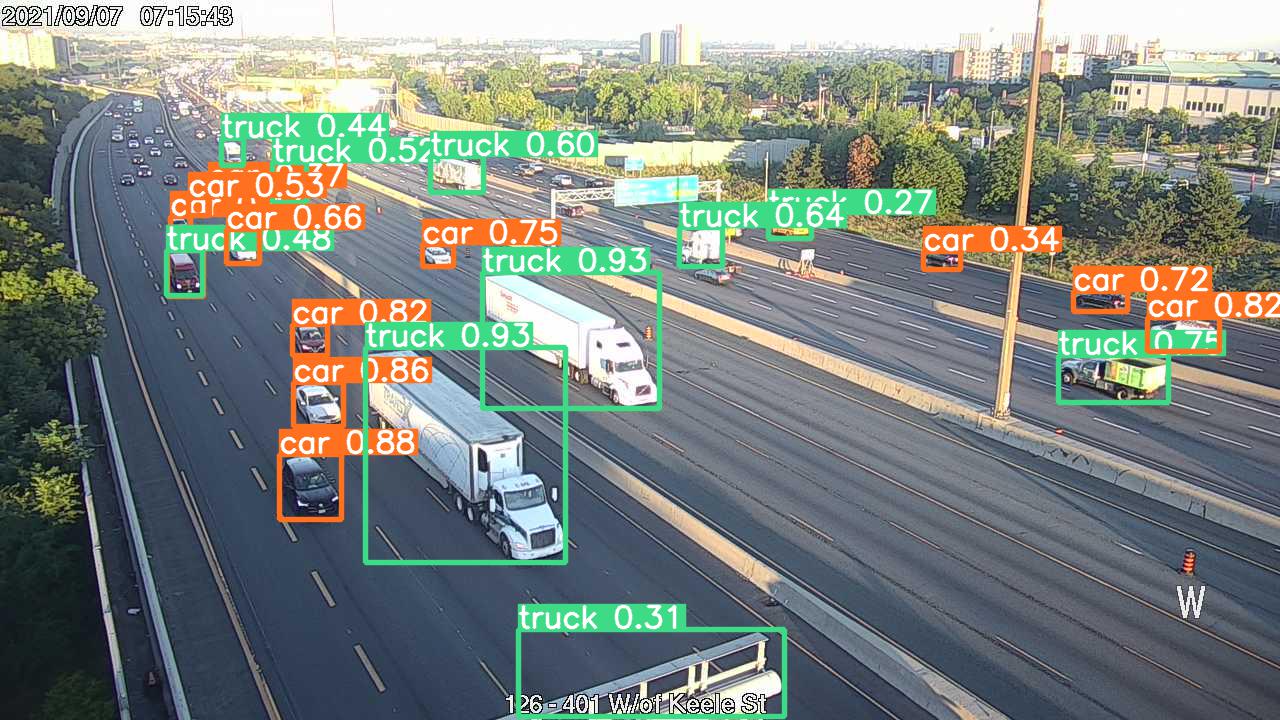 2021/09/07 07:15:43
truck 0.44
truck 0.52
truck 0.60
car 0.53
car 0.66
truck 0.27
truck 0.64
truck 0.48
car 0.75
car 0.34
truck 0.93
car 0.72
car 0.82
car 0.82
truck 0.93
truck 0.75
car 0.86
car 0.88
W
truck 0.31
126 - 401 W/of Keele St